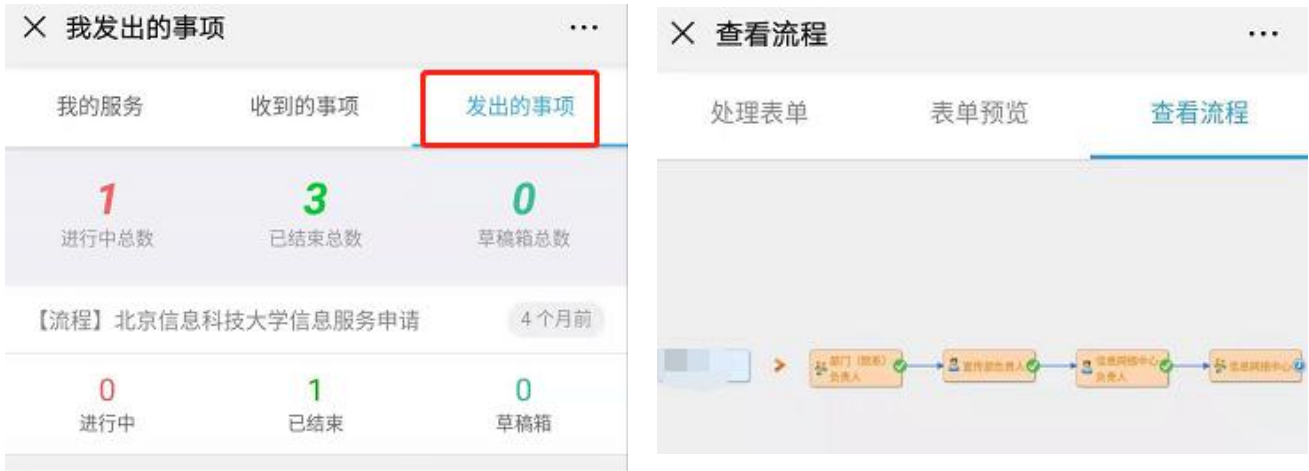 我发出的事项
我的服务 收到的事项 发出的事项
1 3 0
进行中总数 已结束总数 草稿箱总数
【流程】北京信息科技大学信息服务申请 4个月前
0 1 0
进行中 已结束 草稿箱
查看流程
处理表单 表单预览 查看流程
部门（院系）
负责人
宣传部负责人
信息网络中心
负责人
信息网络中心